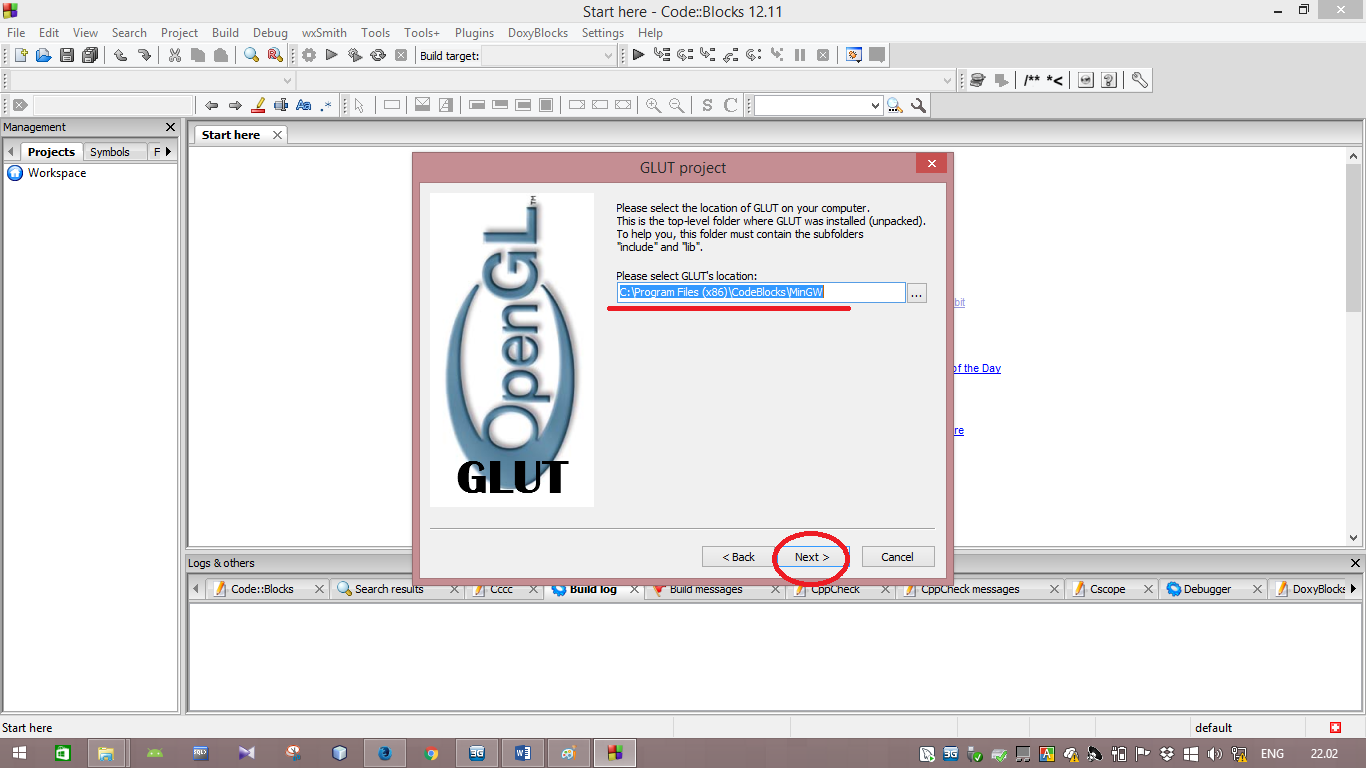 Start here - Code::Blocks 12.11
File Edit View Search Project Build Debug wxSmith Tools Tools+ Plugins DoxyBlocks Settings Help
Build target:
/** *<
Aa .*
S C
Management
Start here
Projects Symbols F
Workspace
GLUT project
OpenGL
TM
GLUT
Please select the location of GLUT on your computer.
This is the top-level folder where GLUT was installed (unpacked).
To help you, this folder must contain the subfolders
"include" and "lib".
Please select GLUT's location:
C:\Program Files (x86)\CodeBlocks\MinGW
...
bit
of the Day
re
< Back Next > Cancel
Logs & others
Code::Blocks Search results Cccc Build log Build messages CppCheck CppCheck messages Cscope Debugger DoxyBlocks
Start here default
ENG 22.02